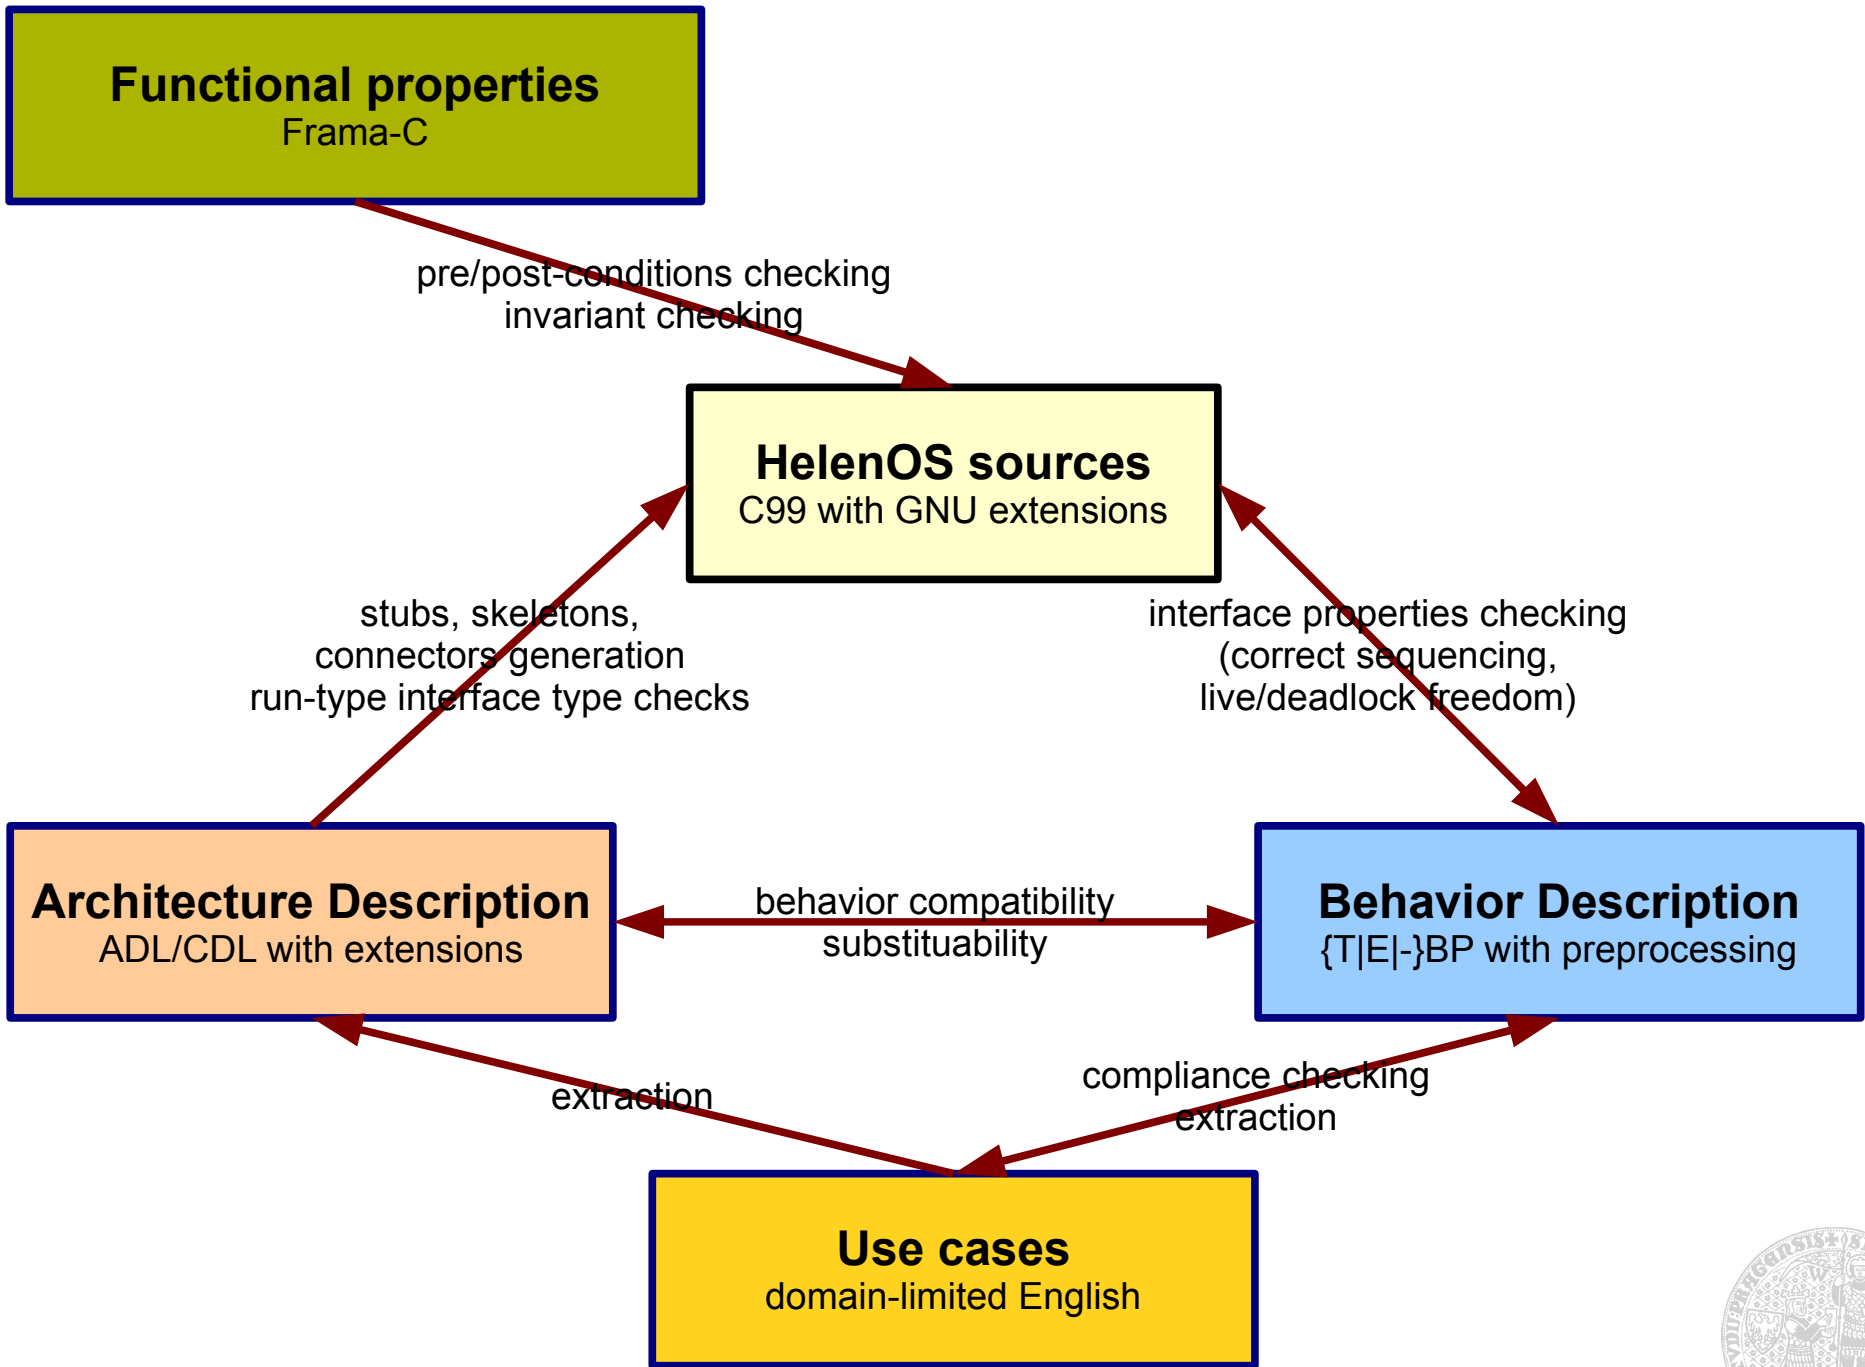 Functional properties
Frama-C
pre/post-conditions checking
invariant checking
HelenOS sources
C99 with GNU extensions
stubs, skeletons,
connectors generation
run-type interface type checks
interface properties checking
(correct sequencing,
live/deadlock freedom)
Architecture Description
ADL/CDL with extensions
behavior compatibility
substituability
Behavior Description
{T|E|-}BP with preprocessing
extraction
compliance checking
extraction
Use cases
domain-limited English